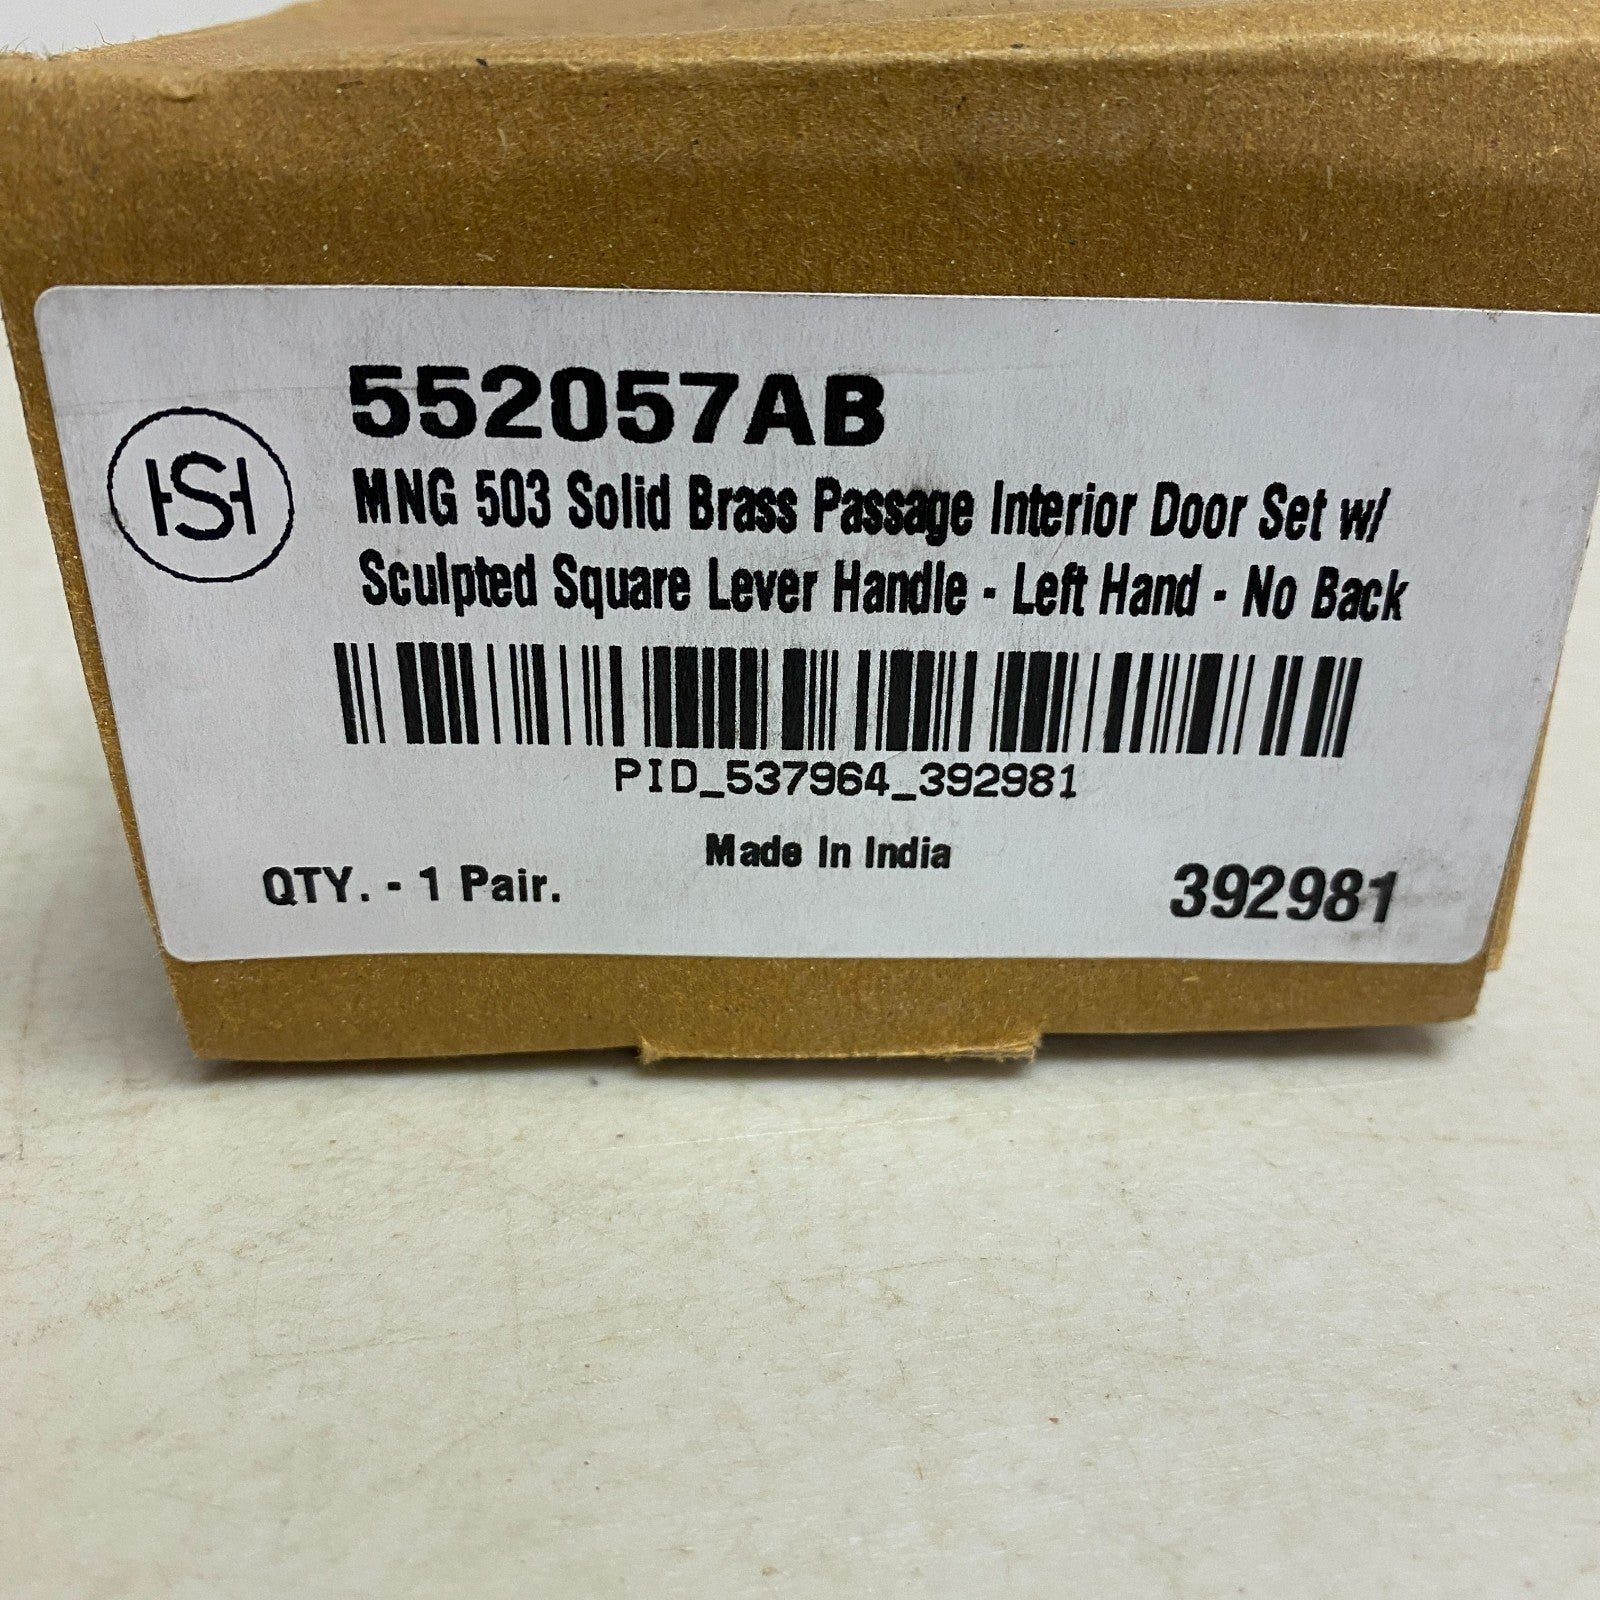 552057AB
HSH
MNG 503 Solid Brass Passage Interior Door Set w/
Sculpted Square Lever Handle - Left Hand - No Back
PID_537964_392981
Made In India
QTY. - 1 Pair.
392981